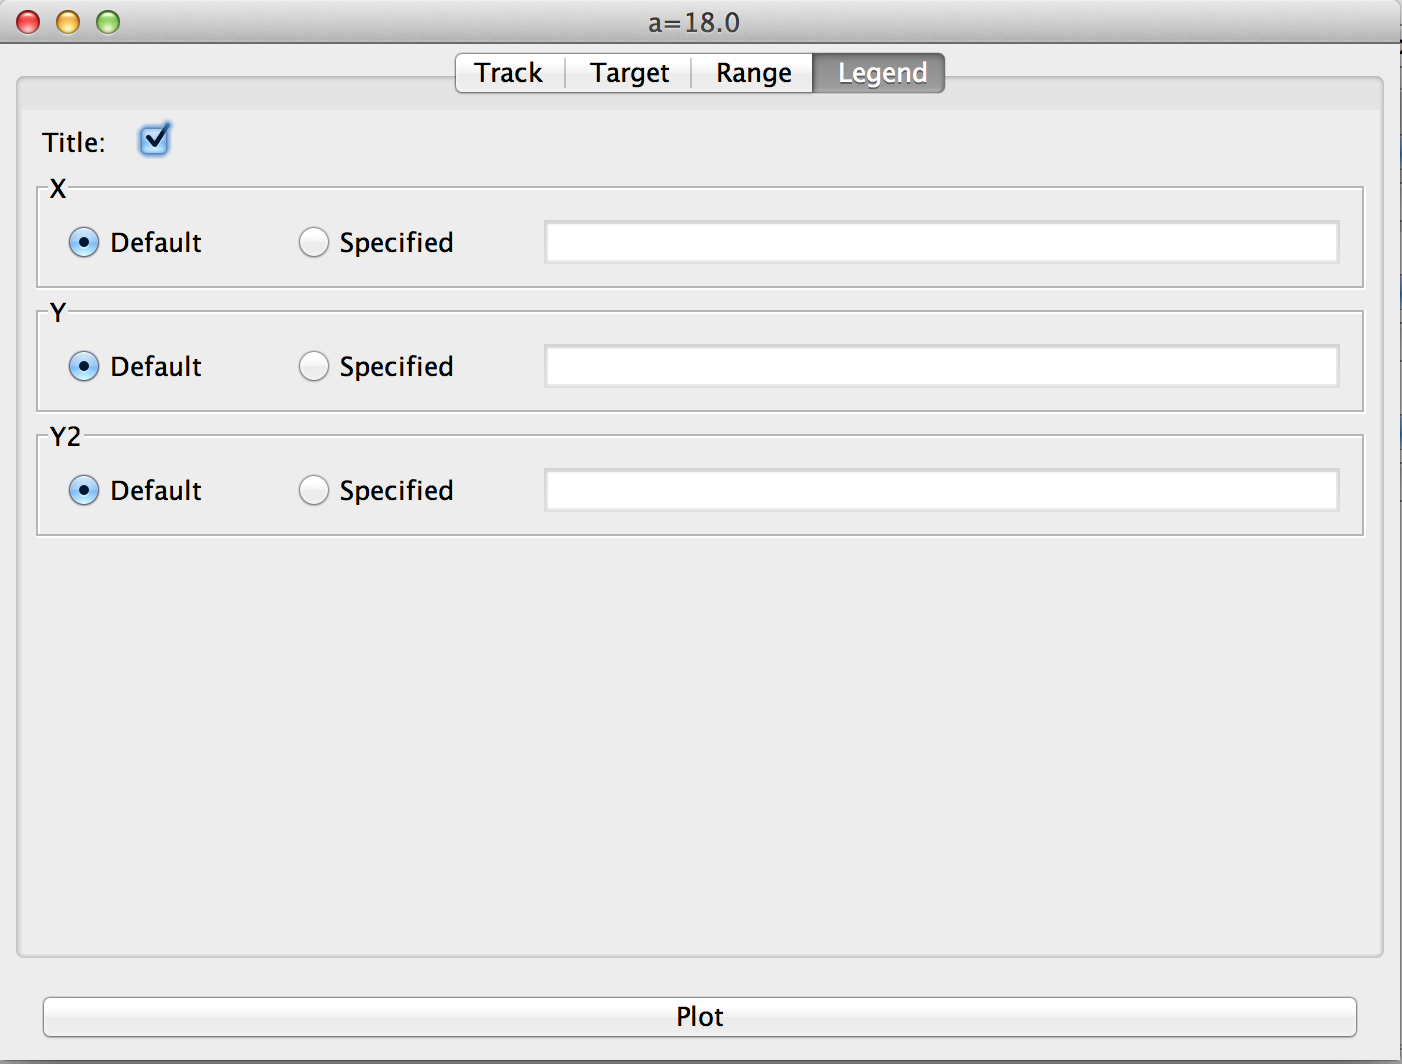 a=18.0
Track Target Range Legend
Title:
X
Default Specified
Y
Default Specified
Y2
Default Specified
Plot